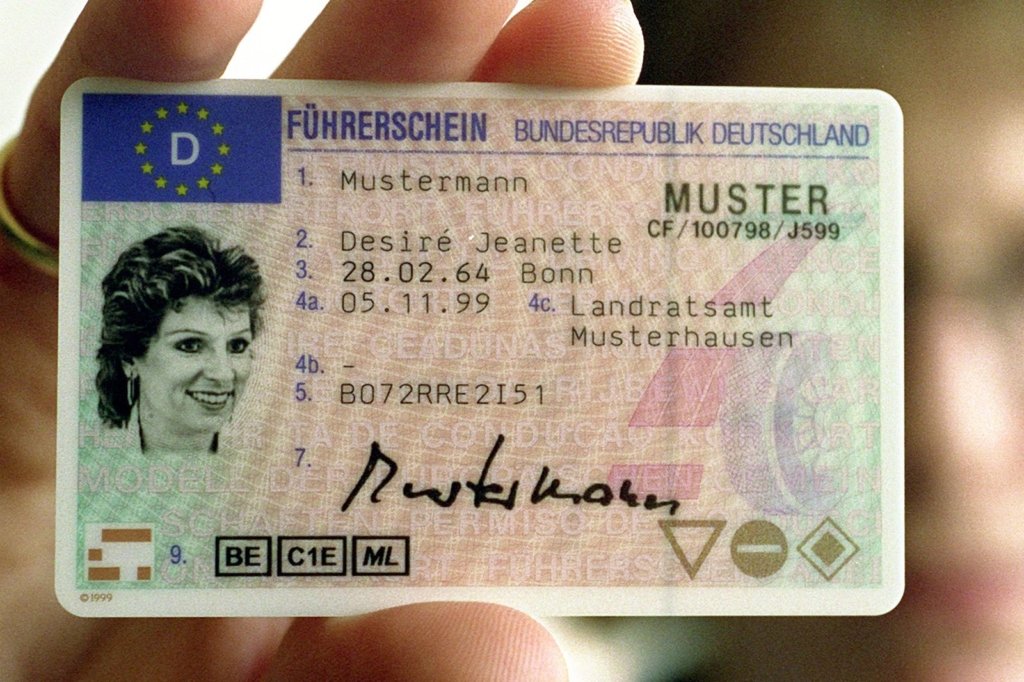 D
FÜHRERSCHEIN BUNDESREPUBLIK DEUTSCHLAND
1. Mustermann
MUSTER
CF/100798/J599
2. Desiré Jeanette
3. 28.02.64 Bonn
4a. 05.11.99 4c. Landratsamt
Musterhausen
4b. -
5. B072RRE2I51
7. Mustermann
9. BE C1E ML
©1999